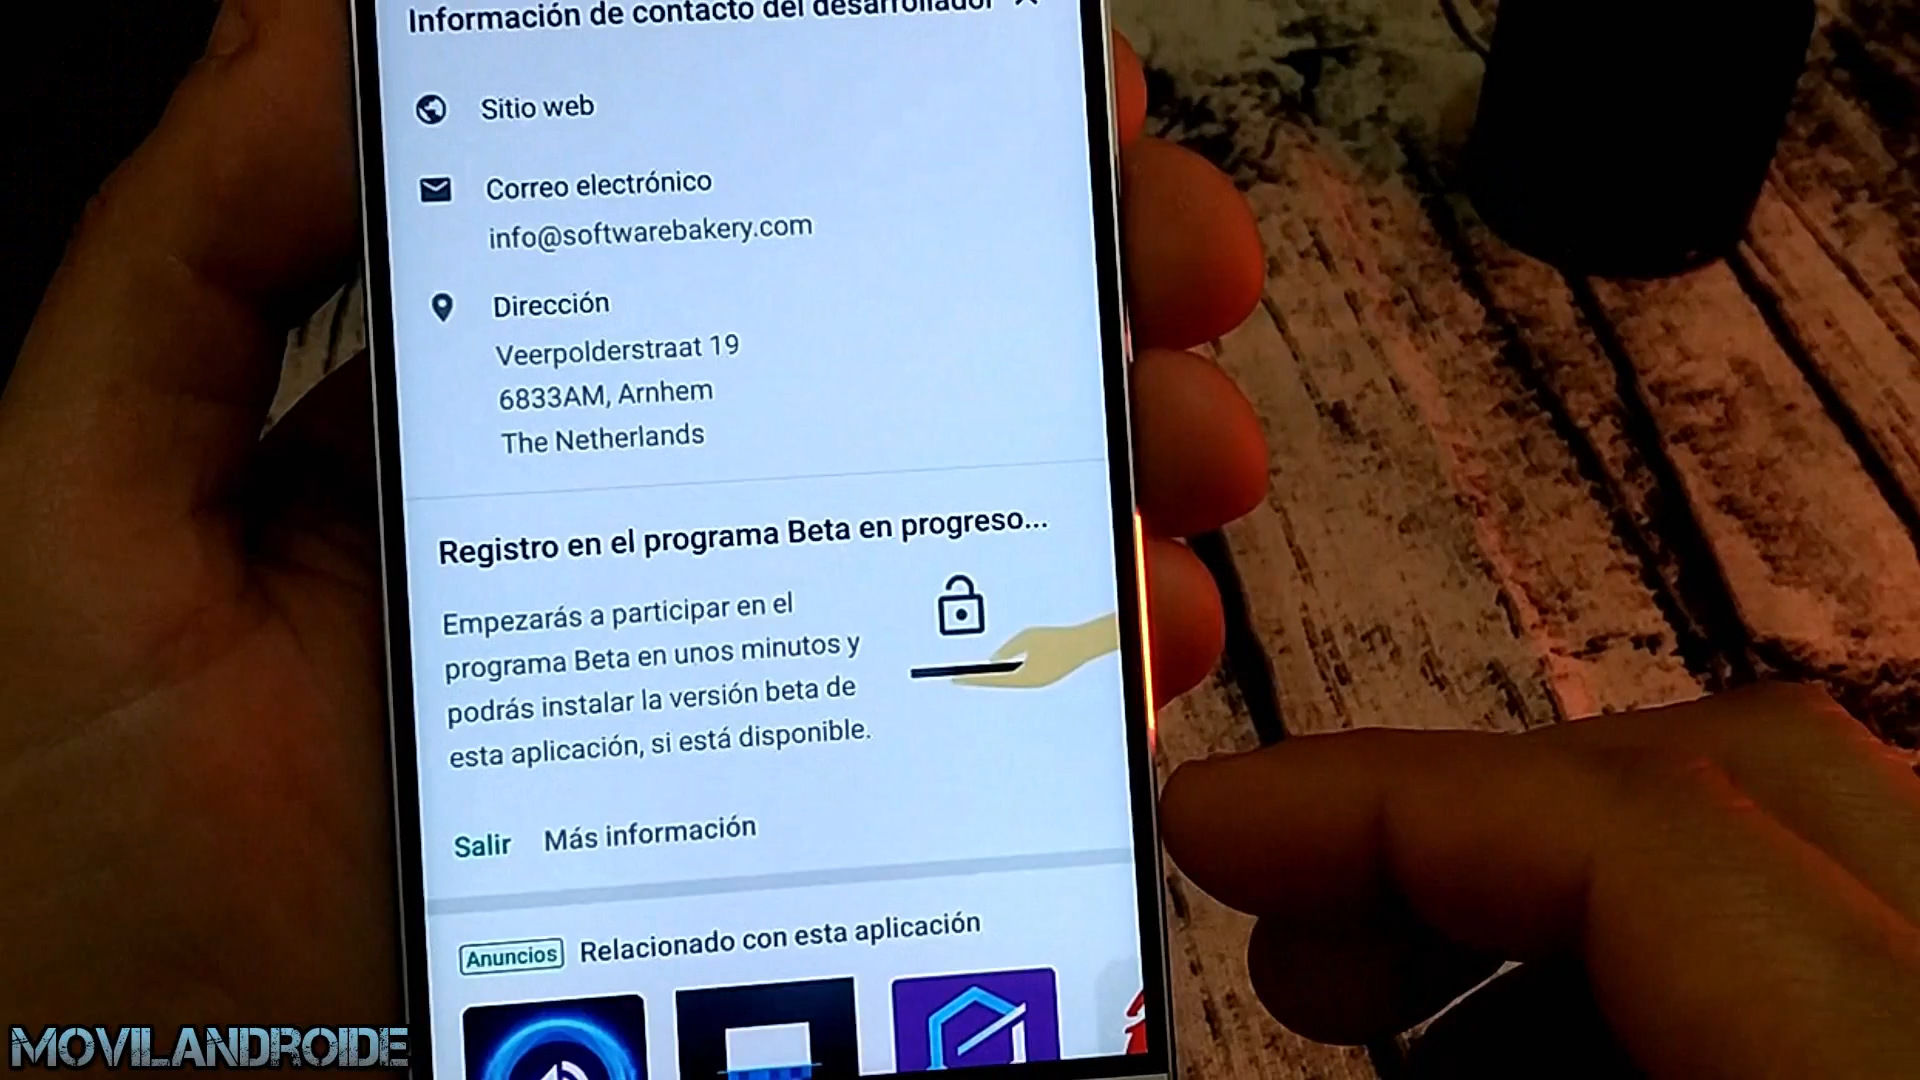 Información de contacto del desarrollador
Sitio web
Correo electrónico
info@softwarebakery.com
Dirección
Veerpolderstraat 19
6833AM, Arnhem
The Netherlands
Registro en el programa Beta en progreso...
Empezarás a participar en el
programa Beta en unos minutos y
podrás instalar la versión beta de
esta aplicación, si está disponible.
Salir Más información
Anuncios Relacionado con esta aplicación
MOVILANDROIDE